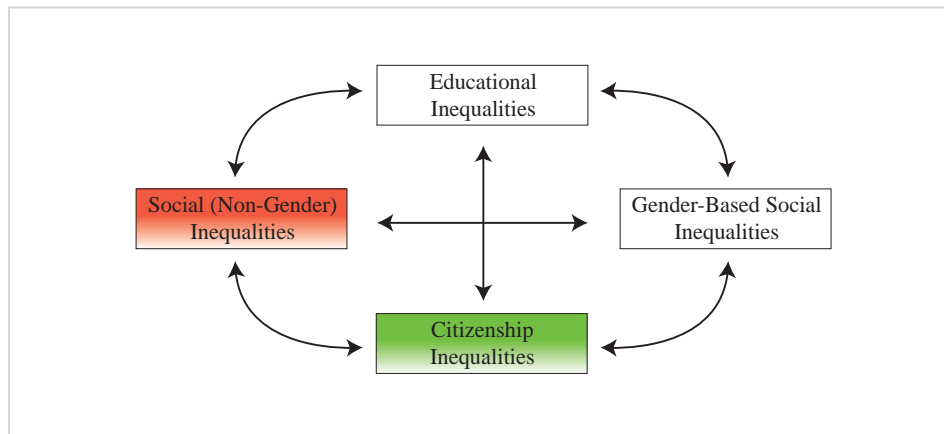 Educational
Inequalities
Social (Non-Gender)
Inequalities
Gender-Based Social
Inequalities
Citizenship
Inequalities